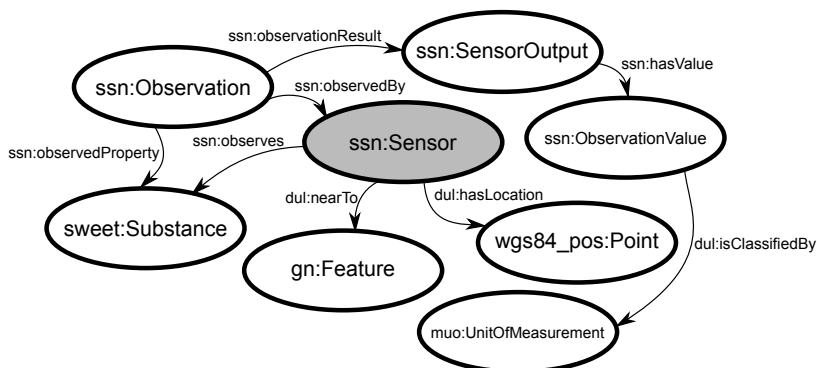 ssn:observationResult
ssn:SensorOutput
ssn:hasValue
ssn:Observation
ssn:observedBy
ssn:ObservationValue
ssn:observedProperty
ssn:observes
ssn:Sensor
dul:nearTo
dul:hasLocation
sweet:Substance
wgs84_pos:Point
dul:isClassifiedBy
gn:Feature
muo:UnitOfMeasurement